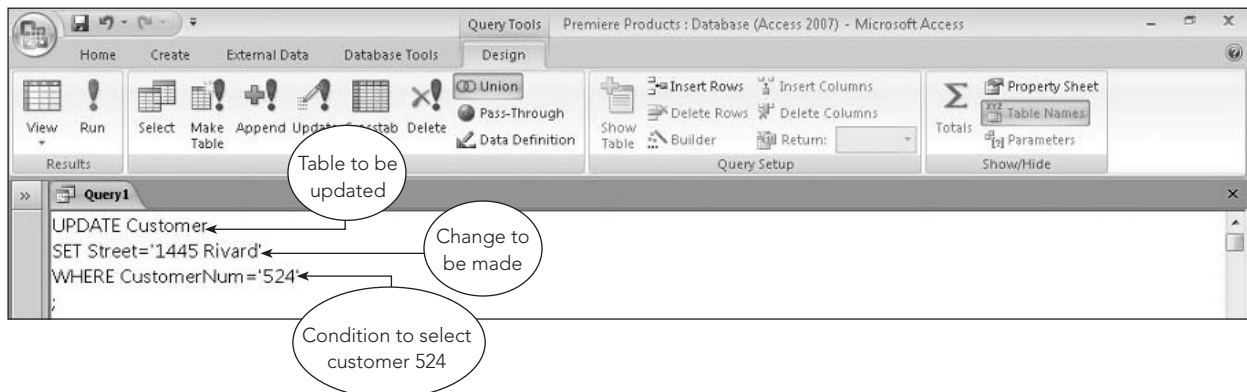 Query Tools
Premiere Products : Database (Access 2007) - Microsoft Access
Home Create External Data Database Tools Design
View
Run
Results
Select
Make Table
Append
Update
Crosstab
Delete
Union
Pass-Through
Data Definition
Show Table
Insert Rows
Delete Rows
Builder
Insert Columns
Delete Columns
Return:
Query Setup
Totals
Property Sheet
XYZ
Table Names
Parameters
Show/Hide
Query1
UPDATE Customer
SET Street='1445 Rivard'
WHERE CustomerNum='524'
;
Table to be
updated
Change to
be made
Condition to select
customer 524